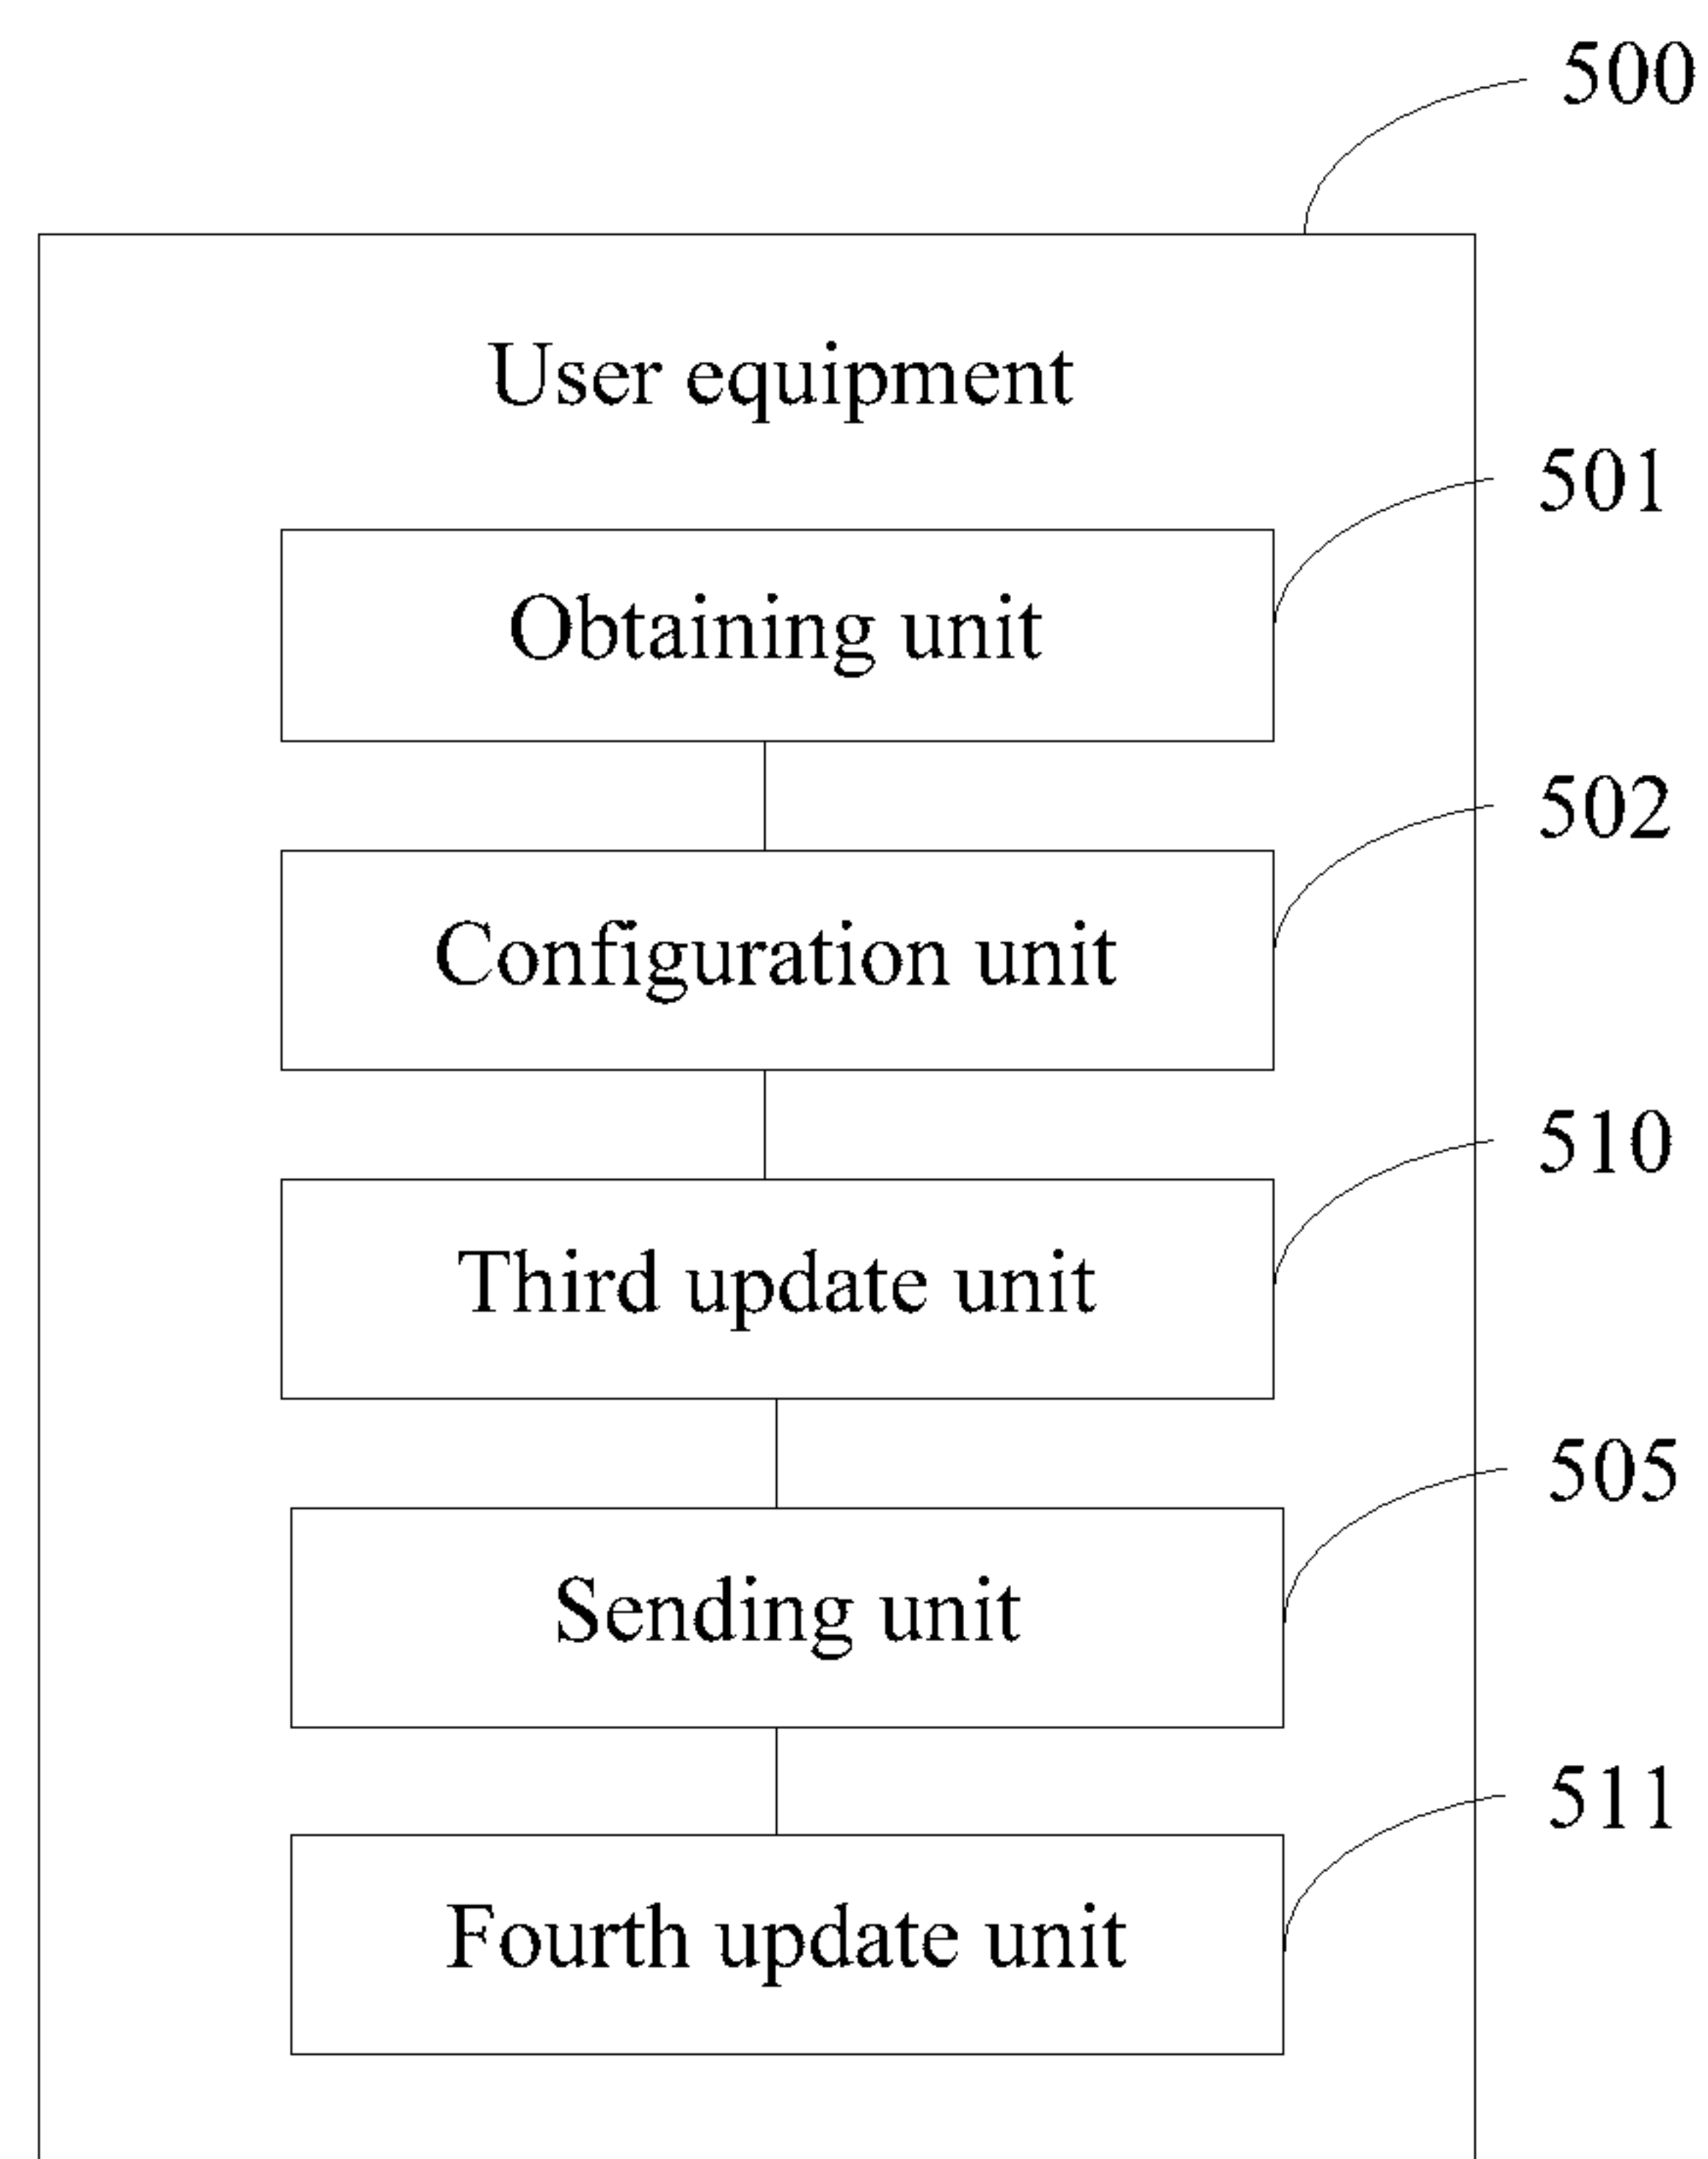 500
User equipment
501
Obtaining unit
502
Configuration unit
510
Third update unit
505
Sending unit
511
Fourth update unit